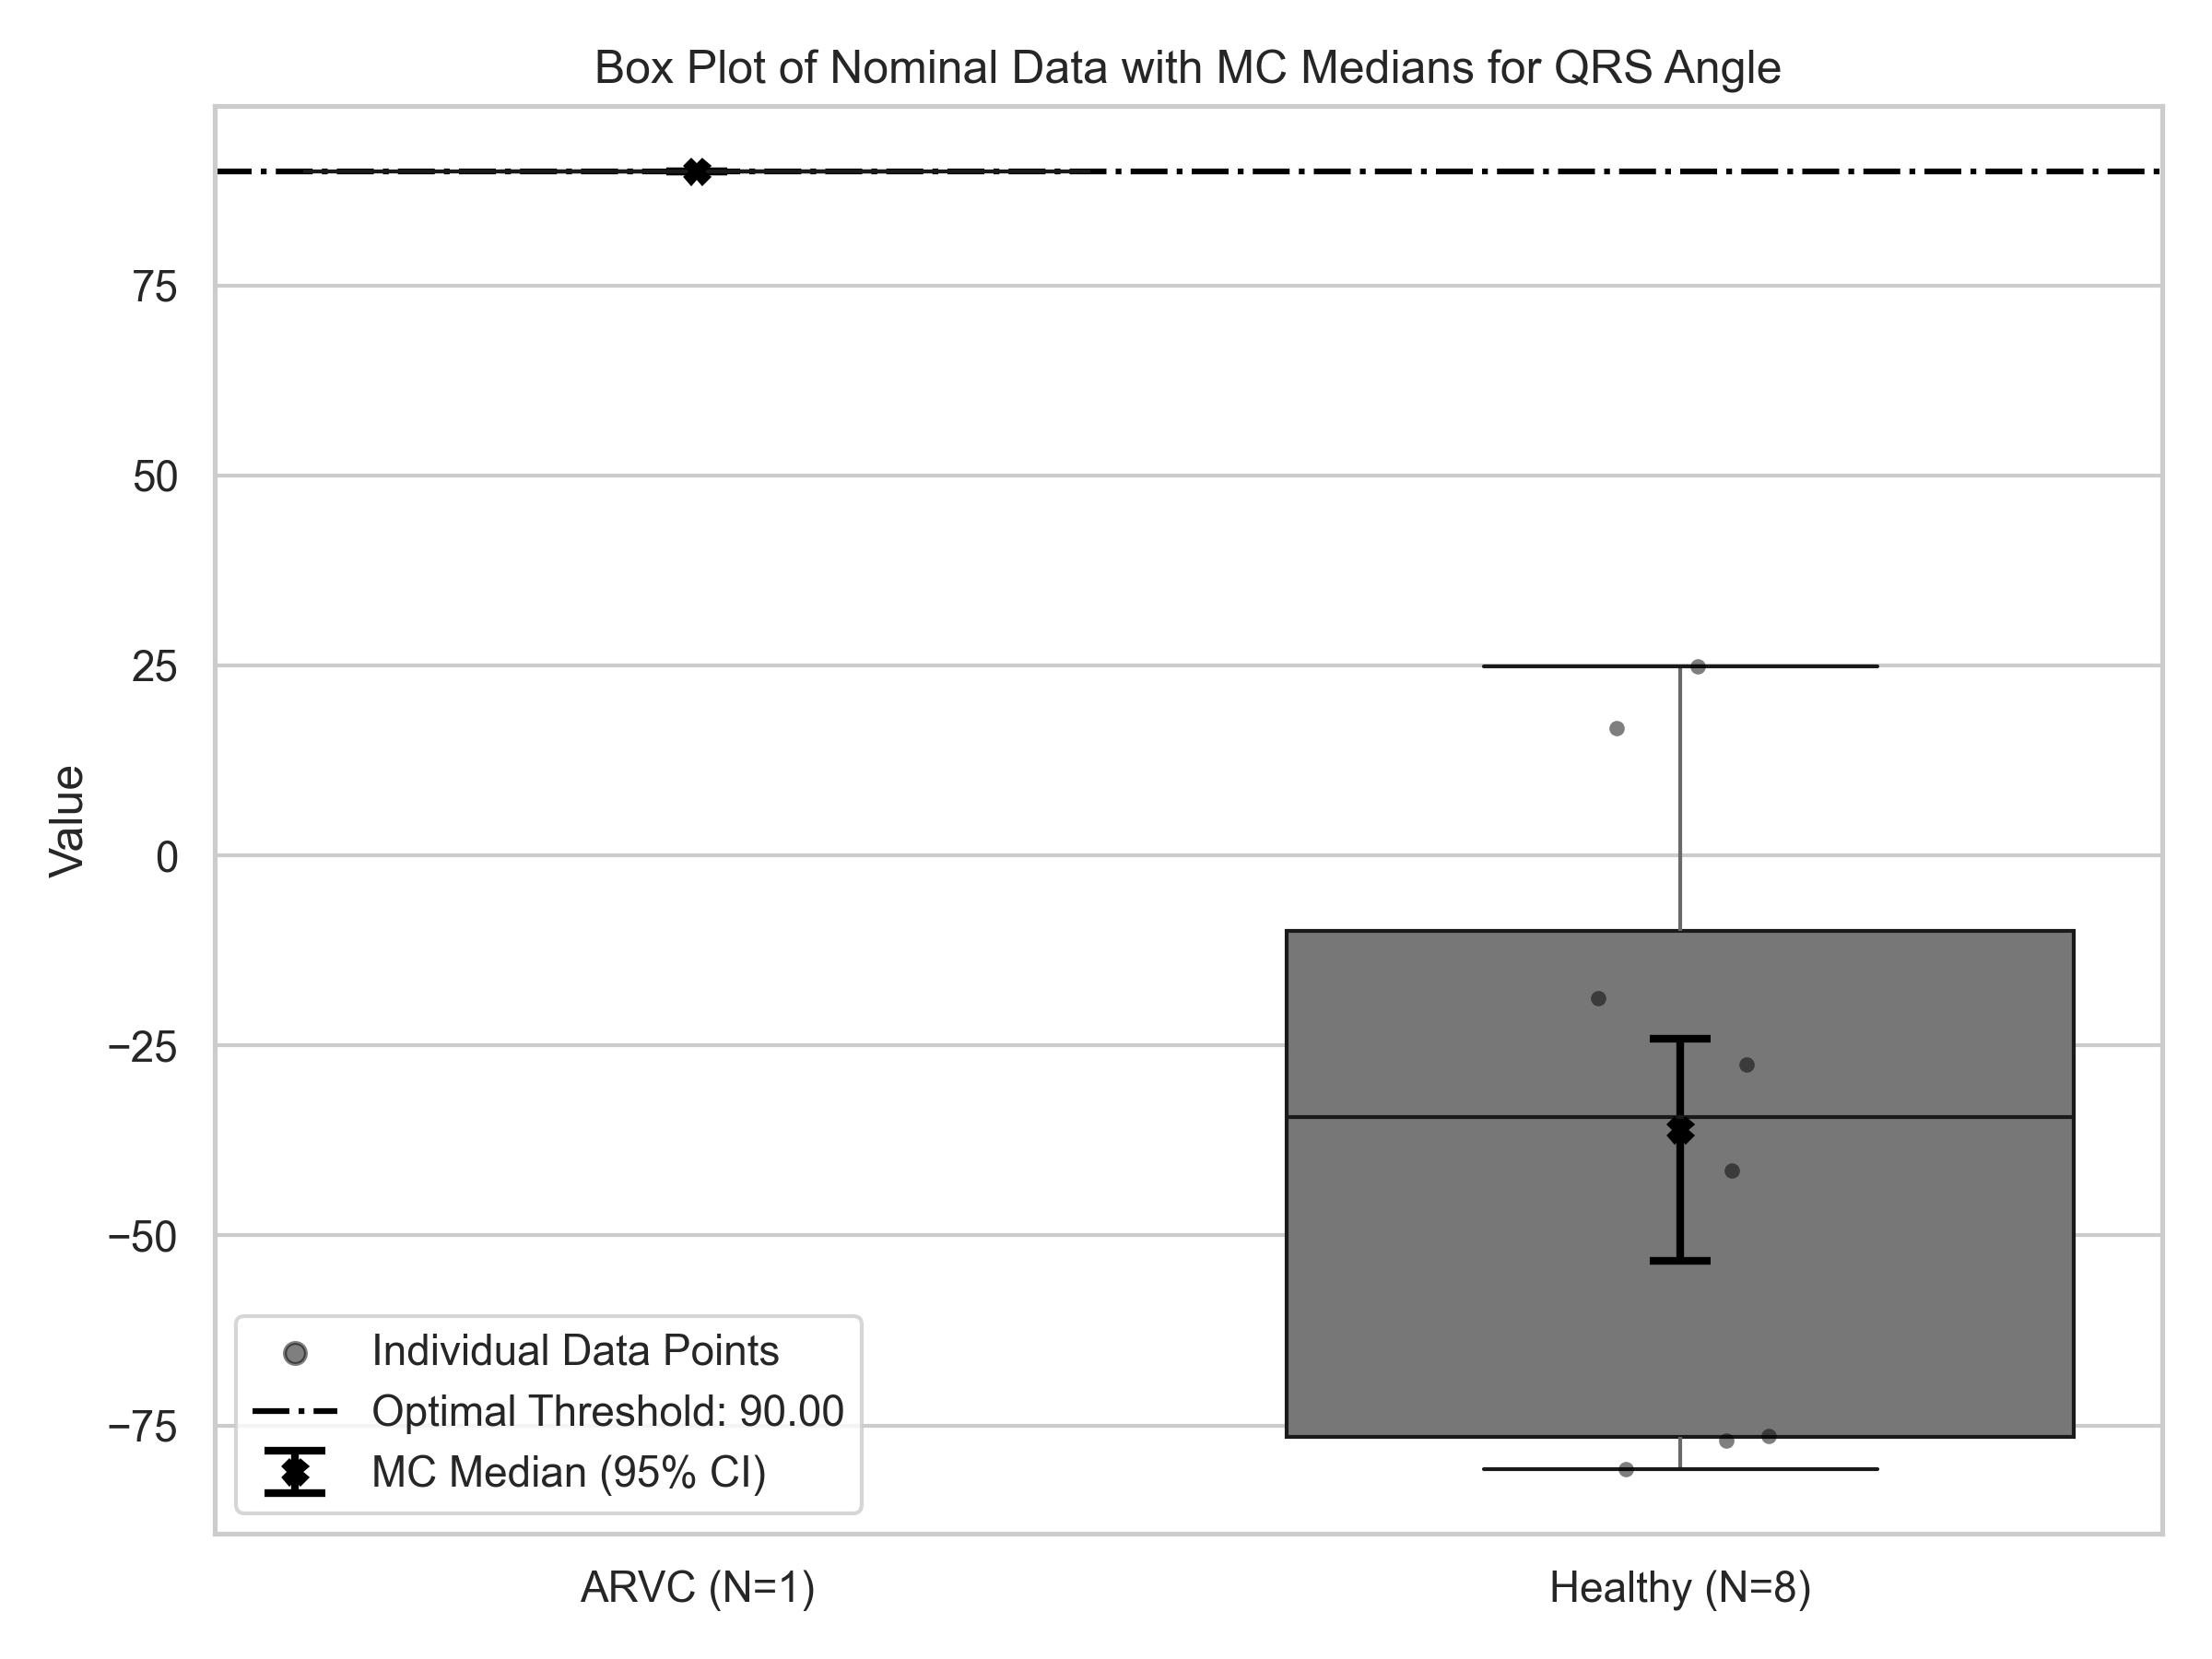 Box Plot of Nominal Data with MC Medians for QRS Angle
Value
75
50
25
0
−25
−50
−75
Individual Data Points
Optimal Threshold: 90.00
MC Median (95% CI)
ARVC (N=1)
Healthy (N=8)